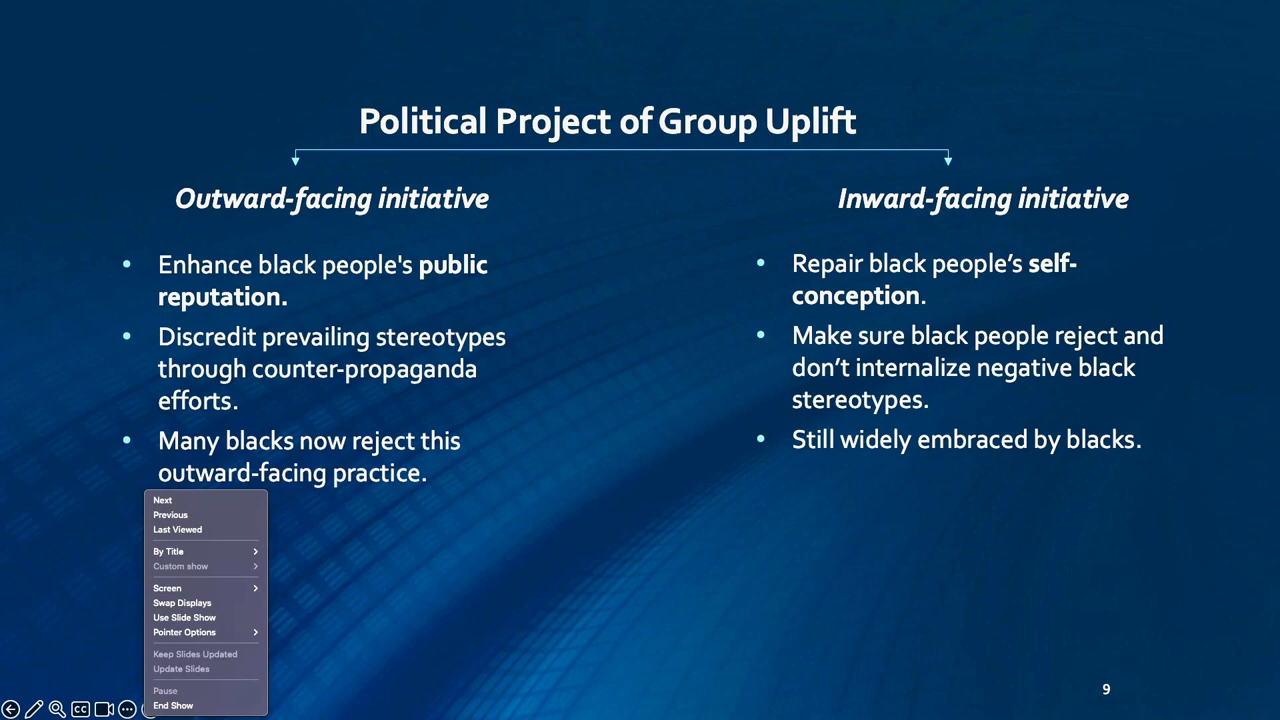 Political Project of Group Uplift
Outward-facing initiative
• Enhance black people's public
reputation.
• Discredit prevailing stereotypes
through counter-propaganda
efforts.
• Many blacks now reject this
outward-facing practice.
Inward-facing initiative
• Repair black people’s self-
conception.
• Make sure black people reject and
don’t internalize negative black
stereotypes.
• Still widely embraced by blacks.
Next
Previous
Last Viewed
By Title
Custom show
Screen
Swap Displays
Use Slide Show
Pointer Options
Keep Slides Updated
Update Slides
Pause
End Show
CC
9